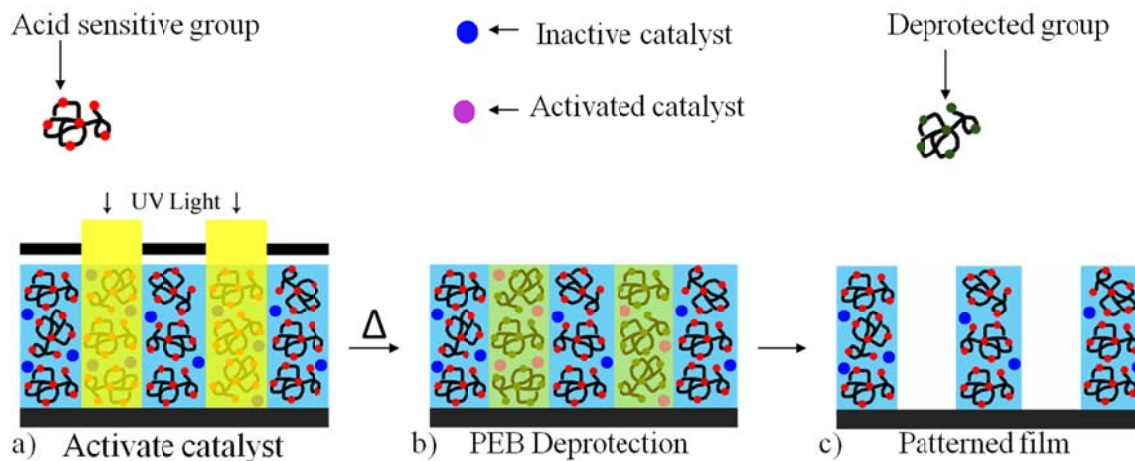 Acid sensitive group
Inactive catalyst
Activated catalyst
Deprotected group
↓ UV Light ↓
Δ
a) Activate catalyst
b) PEB Deprotection
c) Patterned film